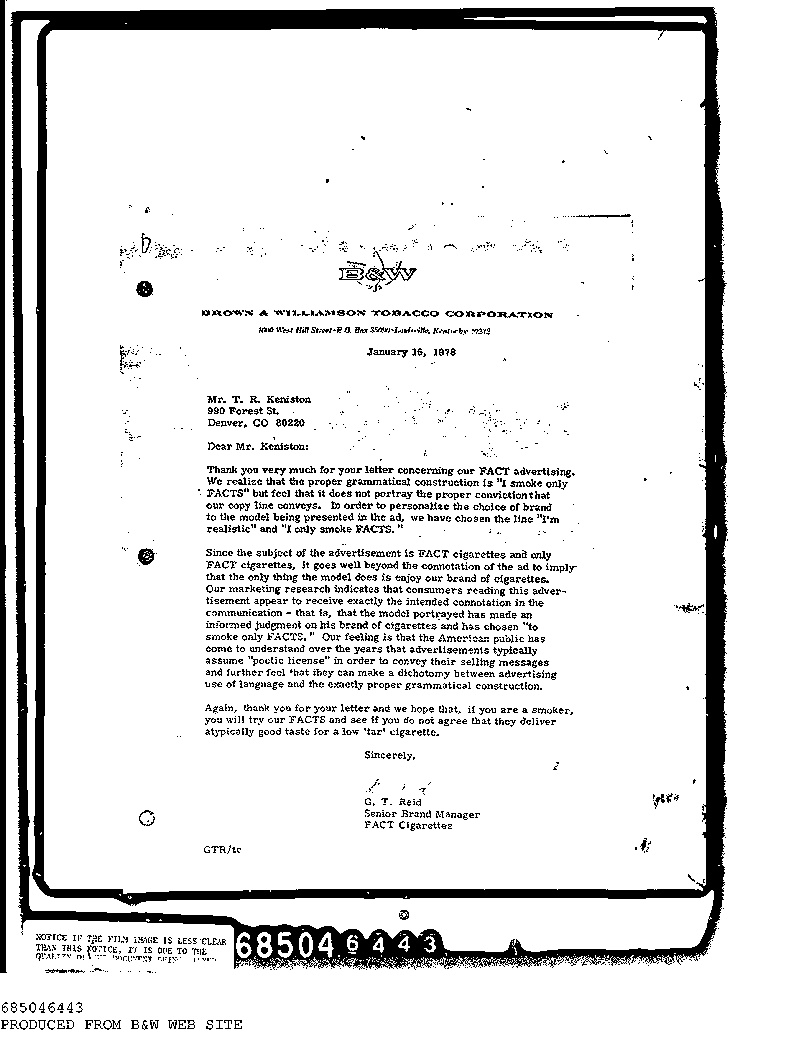 B&W
BROWN & WILLIAMSON TOBACCO CORPORATION
1600 West Hill Street • P.O. Box 35090 • Louisville, Kentucky
January 16, 1978
Mr. T. R. Keniston
990 Forest St.
Denver, CO 80220
Dear Mr. Keniston:
Thank you very much for your letter concerning our FACT advertising.
We realize that the proper grammatical construction is "I smoke only
FACTS" but feel that it does not portray the proper conviction that
our copy line conveys. In order to personalize the choice of brand
to the model being presented in the ad, we have chosen the line "I'm
realistic" and "I only smoke FACTS."
Since the subject of the advertisement is FACT cigarettes and only
FACT cigarettes, it goes well beyond the connotation of the ad to imply
that the only thing the model does is enjoy our brand of cigarettes.
Our marketing research indicates that consumers reading this adver-
tisement appear to receive exactly the intended connotation in the
communication - that is, that the model portrayed has made an
informed judgment on his brand of cigarettes and has chosen "to
smoke only FACTS." Our feeling is that the American public has
come to understand over the years that advertisements typically
assume "poetic license" in order to convey their selling messages
and further feel that they can make a dichotomy between advertising
use of language and the exactly proper grammatical construction.
Again, thank you for your letter and we hope that, if you are a smoker,
you will try our FACTS and see if you do not agree that they deliver
atypically good taste for a low 'tar' cigarette.
Sincerely,
G. T. Reid
Senior Brand Manager
FACT Cigarettes
GTR/tc
NOTICE IF THE FILM IMAGE IS LESS CLEAR
THAN THIS NOTICE, IT IS DUE TO THE
QUALITY OF THE DOCUMENT BEING FILMED
685046443
685046443
PRODUCED FROM B&W WEB SITE